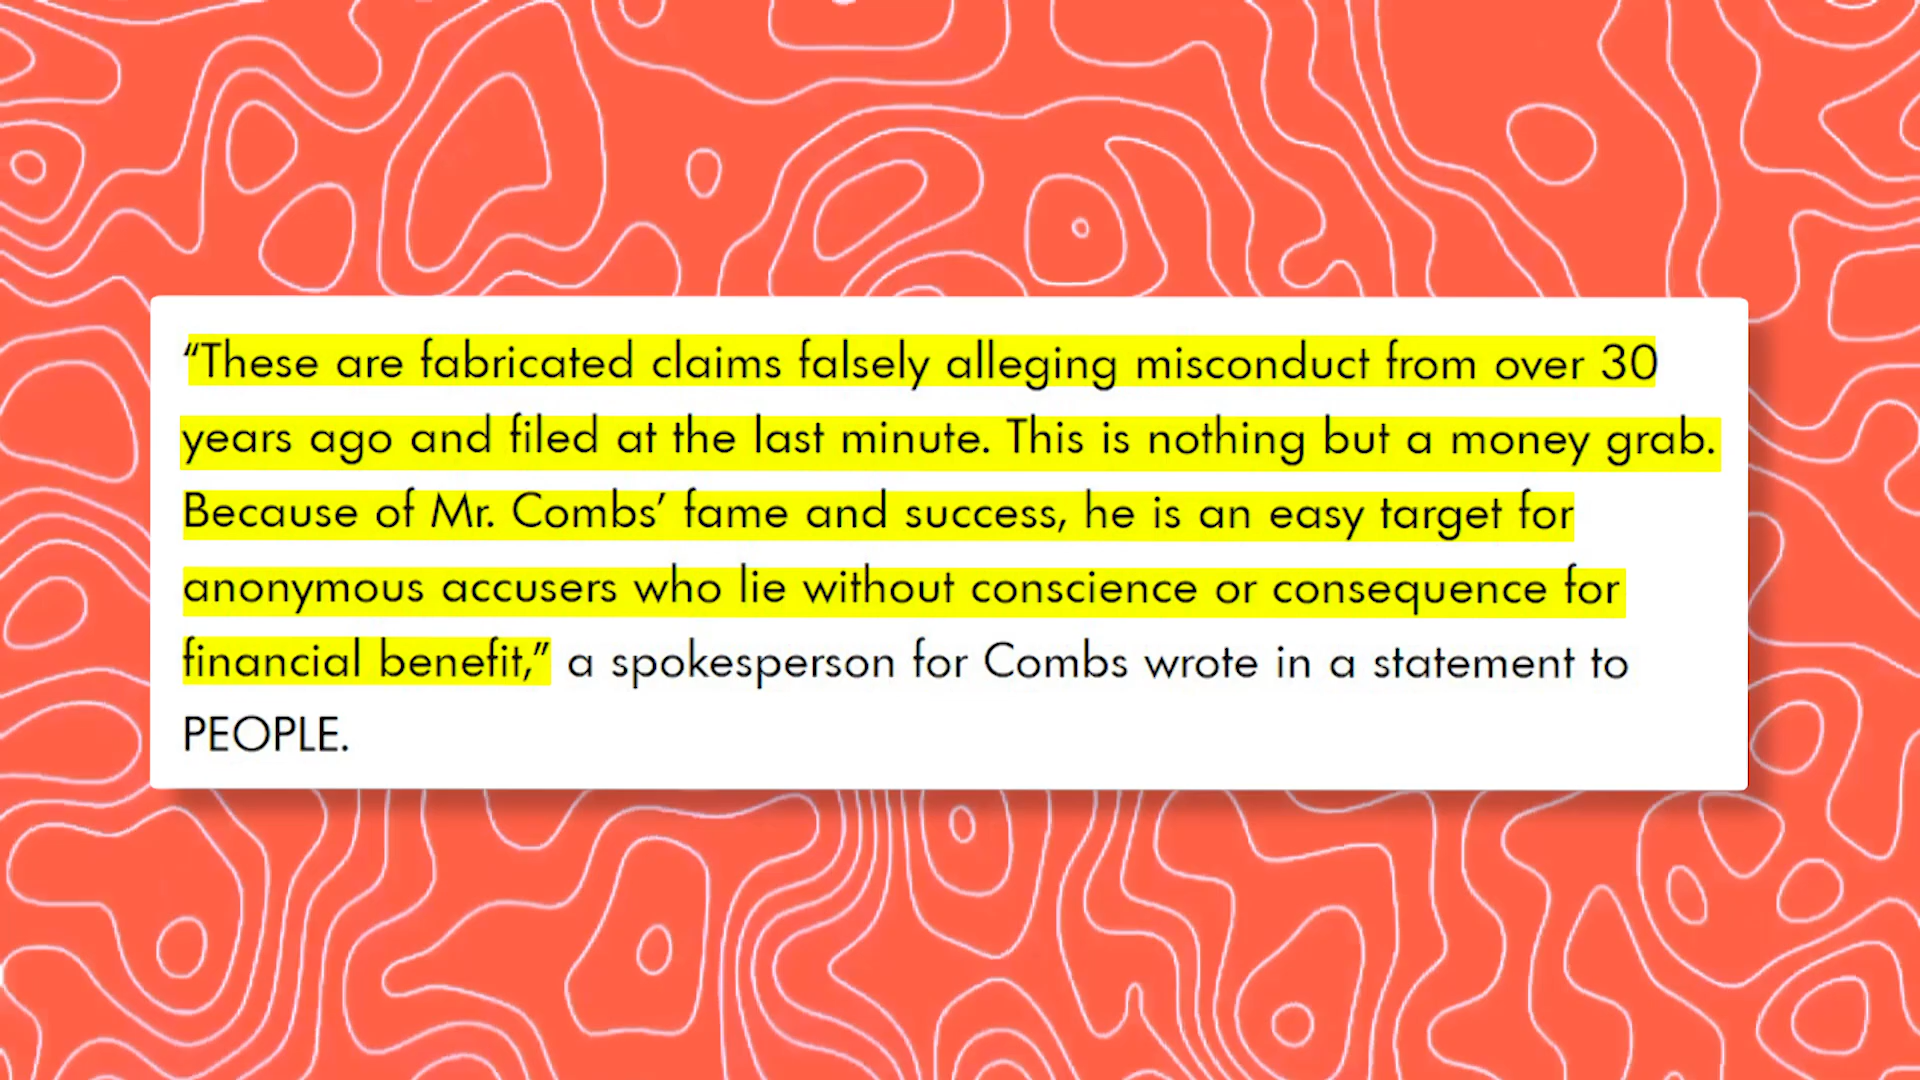 “These are fabricated claims falsely alleging misconduct from over 30
years ago and filed at the last minute. This is nothing but a money grab.
Because of Mr. Combs’ fame and success, he is an easy target for
anonymous accusers who lie without conscience or consequence for
financial benefit,” a spokesperson for Combs wrote in a statement to
PEOPLE.